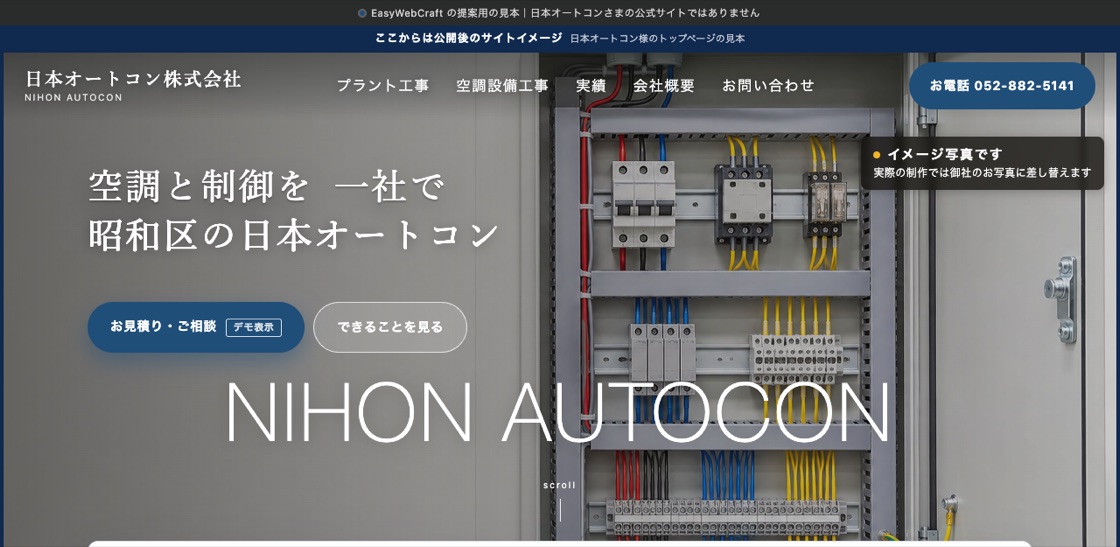 EasyWebCraft の提案用の見本｜日本オートコンさまの公式サイトではありません
ここからは公開後のサイトイメージ 日本オートコン様のトップページの見本
日本オートコン株式会社
NIHON AUTOCON
プラント工事 空調設備工事 実績 会社概要 お問い合わせ
お電話 052-882-5141
イメージ写真です
実際の制作では御社のお写真に差し替えます
空調と制御を 一社で
昭和区の日本オートコン
お見積り・ご相談 デモ表示
できることを見る
NIHON AUTOCON
scroll